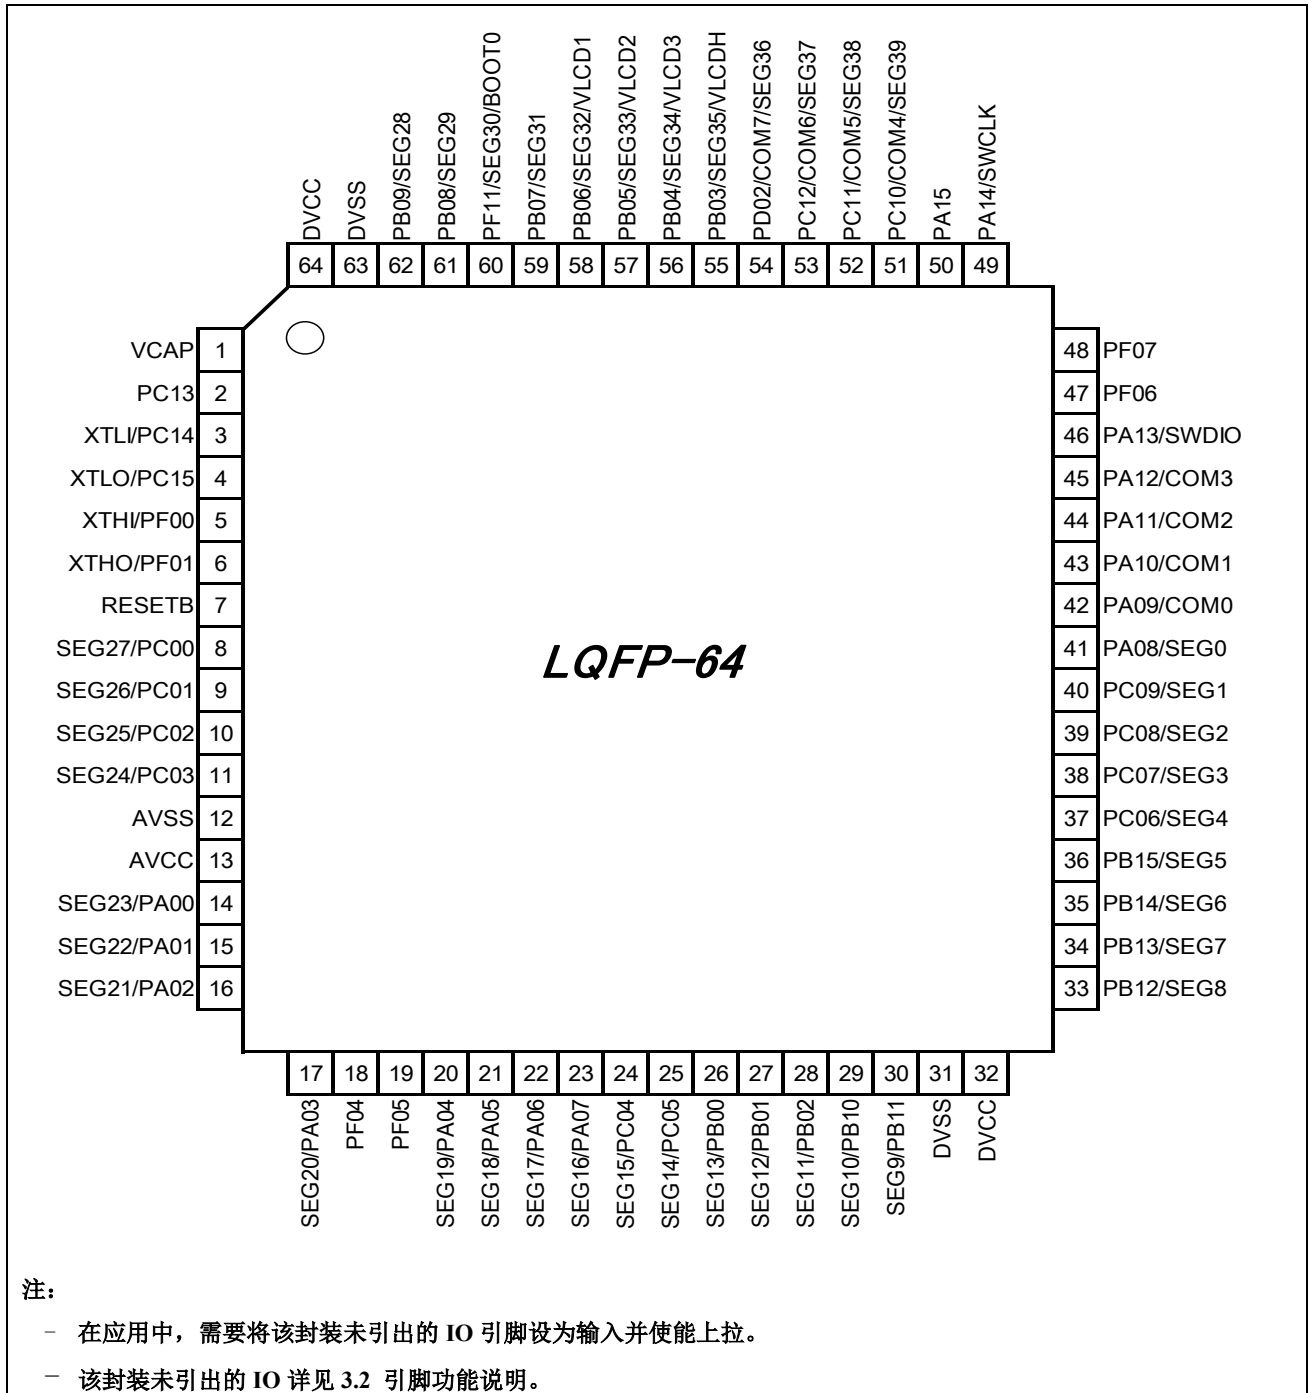 DVCC
DVSS
PB09/SEG28
PB08/SEG29
PF11/SEG30/BOOT0
PB07/SEG31
PB06/SEG32/VLCD1
PB05/SEG33/VLCD2
PB04/SEG34/VLCD3
PB03/SEG35/VLCDH
PD02/COM7/SEG36
PC12/COM6/SEG37
PC11/COM5/SEG38
PC10/COM4/SEG39
PA15
PA14/SWCLK
64 63 62 61 60 59 58 57 56 55 54 53 52 51 50 49
VCAP 1
PC13 2
XTLI/PC14 3
XTLO/PC15 4
XTHI/PF00 5
XTHO/PF01 6
RESETB 7
SEG27/PC00 8
SEG26/PC01 9
SEG25/PC02 10
SEG24/PC03 11
AVSS 12
AVCC 13
SEG23/PA00 14
SEG22/PA01 15
SEG21/PA02 16
LQFP-64
48 PF07
47 PF06
46 PA13/SWDIO
45 PA12/COM3
44 PA11/COM2
43 PA10/COM1
42 PA09/COM0
41 PA08/SEG0
40 PC09/SEG1
39 PC08/SEG2
38 PC07/SEG3
37 PC06/SEG4
36 PB15/SEG5
35 PB14/SEG6
34 PB13/SEG7
33 PB12/SEG8
17 18 19 20 21 22 23 24 25 26 27 28 29 30 31 32
SEG20/PA03
PF04
PF05
SEG19/PA04
SEG18/PA05
SEG17/PA06
SEG16/PA07
SEG15/PC04
SEG14/PC05
SEG13/PB00
SEG12/PB01
SEG11/PB02
SEG10/PB10
SEG9/PB11
DVSS
DVCC
注：
－ 在应用中，需要将该封装未引出的 IO 引脚设为输入并使能上拉。
－ 该封装未引出的 IO 详见 3.2 引脚功能说明。